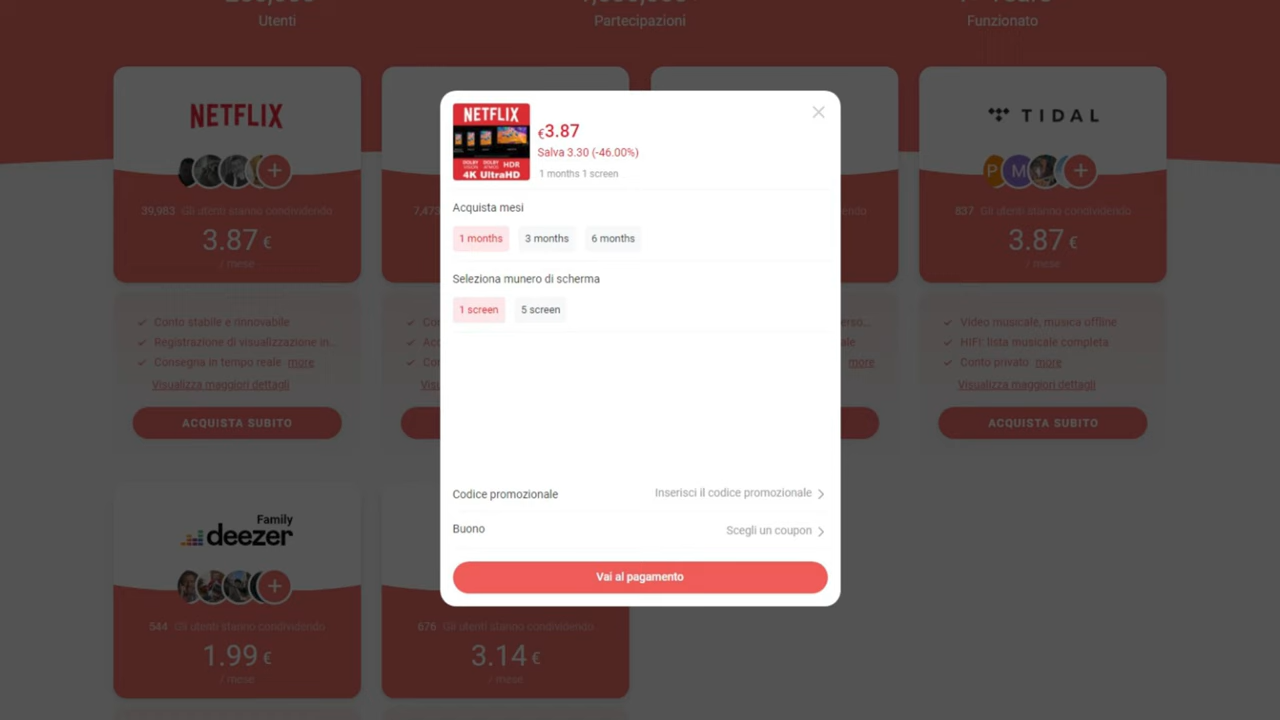 Utenti
Partecipazioni
Funzionato
NETFLIX
TIDAL
39,983 Gli utenti stanno condividendo
7,473
837 Gli utenti stanno condividendo
3.87 €
/ mese
3.87 €
/ mese
NETFLIX
DOLBY DOLBY HDR
4K UltraHD
€3.87
Salva 3.30 (-46.00%)
1 months 1 screen
Acquista mesi
1 months 3 months 6 months
Seleziona munero di scherma
1 screen 5 screen
Codice promozionale Inserisci il codice promozionale
Buono Scegli un coupon
Vai al pagamento
Conto stabile e rinnovabile
Registrazione di visualizzazione in..
Consegna in tempo reale more
Visualizza maggiori dettagli
ACQUISTA SUBITO
more
Video musicale, musica offline
HIFI: lista musicale completa
Conto privato more
Visualizza maggiori dettagli
ACQUISTA SUBITO
Family
deezer
544 Gli utenti stanno condividendo
1.99 €
/ mese
676 Gli utenti stanno condividendo
3.14 €
/ mese